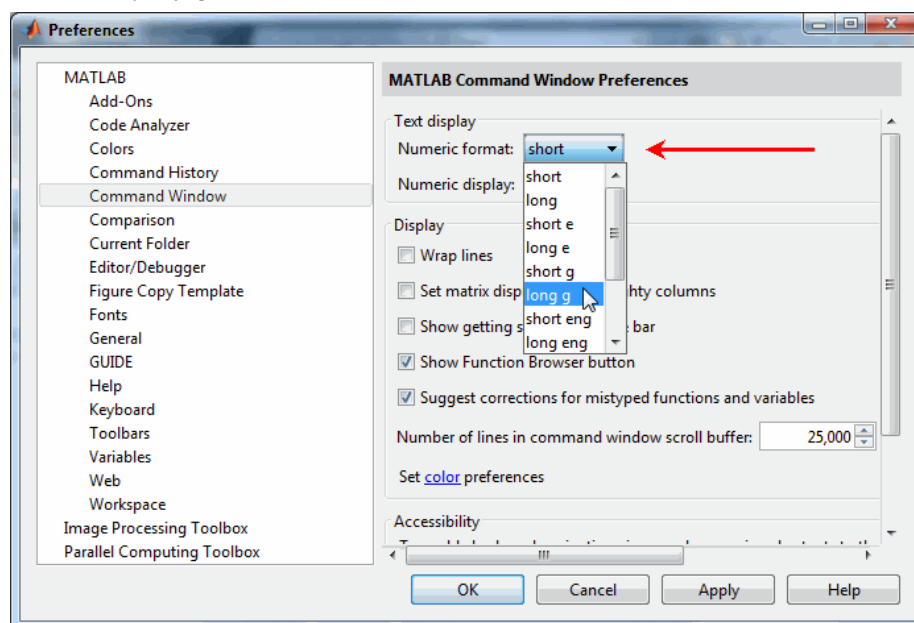 Preferences
MATLAB
Add-Ons
Code Analyzer
Colors
Command History
Command Window
Comparison
Current Folder
Editor/Debugger
Figure Copy Template
Fonts
General
GUIDE
Help
Keyboard
Toolbars
Variables
Web
Workspace
Image Processing Toolbox
Parallel Computing Toolbox
MATLAB Command Window Preferences
Text display
Numeric format: short
Numeric display:
short
long
short e
long e
short g
long g
short eng
long eng
Display
Wrap lines
Set matrix disp hty columns
Show getting s bar
Show Function Browser button
Suggest corrections for mistyped functions and variables
Number of lines in command window scroll buffer: 25,000
Set color preferences
Accessibility
OK Cancel Apply Help